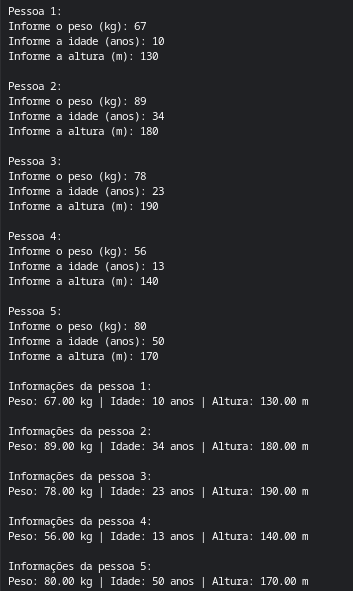 Pessoa 1:
Informe o peso (kg): 67
Informe a idade (anos): 10
Informe a altura (m): 130
Pessoa 2:
Informe o peso (kg): 89
Informe a idade (anos): 34
Informe a altura (m): 180
Pessoa 3:
Informe o peso (kg): 78
Informe a idade (anos): 23
Informe a altura (m): 190
Pessoa 4:
Informe o peso (kg): 56
Informe a idade (anos): 13
Informe a altura (m): 140
Pessoa 5:
Informe o peso (kg): 80
Informe a idade (anos): 50
Informe a altura (m): 170
Informações da pessoa 1:
Peso: 67.00 kg | Idade: 10 anos | Altura: 130.00 m
Informações da pessoa 2:
Peso: 89.00 kg | Idade: 34 anos | Altura: 180.00 m
Informações da pessoa 3:
Peso: 78.00 kg | Idade: 23 anos | Altura: 190.00 m
Informações da pessoa 4:
Peso: 56.00 kg | Idade: 13 anos | Altura: 140.00 m
Informações da pessoa 5:
Peso: 80.00 kg | Idade: 50 anos | Altura: 170.00 m